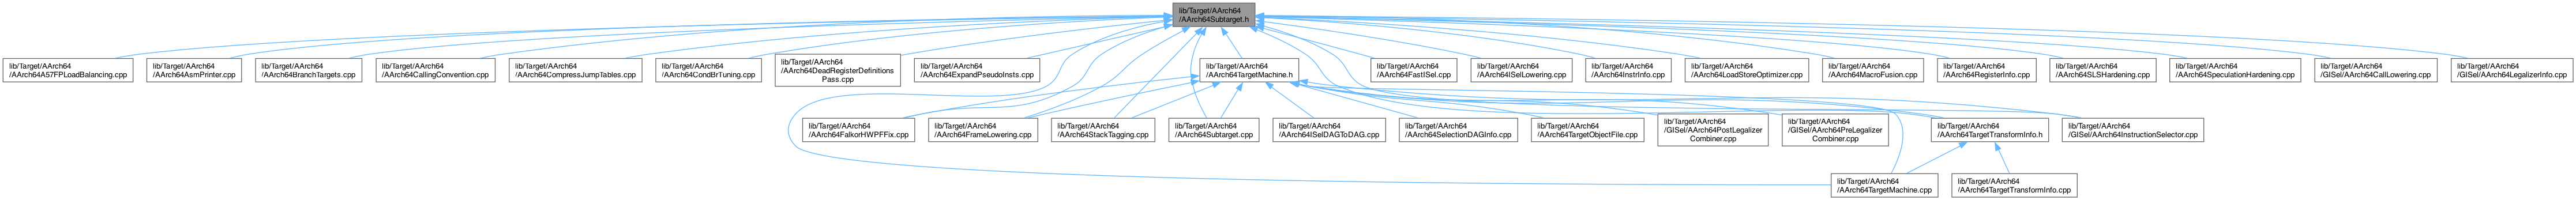 lib/Target/AArch64
/AArch64Subtarget.h
lib/Target/AArch64
/AArch64A57FPLoadBalancing.cpp
lib/Target/AArch64
/AArch64AsmPrinter.cpp
lib/Target/AArch64
/AArch64BranchTargets.cpp
lib/Target/AArch64
/AArch64CallingConvention.cpp
lib/Target/AArch64
/AArch64CompressJumpTables.cpp
lib/Target/AArch64
/AArch64CondBrTuning.cpp
lib/Target/AArch64
/AArch64DeadRegisterDefinitions
Pass.cpp
lib/Target/AArch64
/AArch64ExpandPseudoInsts.cpp
lib/Target/AArch64
/AArch64TargetMachine.h
lib/Target/AArch64
/AArch64FastISel.cpp
lib/Target/AArch64
/AArch64ISelLowering.cpp
lib/Target/AArch64
/AArch64InstrInfo.cpp
lib/Target/AArch64
/AArch64LoadStoreOptimizer.cpp
lib/Target/AArch64
/AArch64MacroFusion.cpp
lib/Target/AArch64
/AArch64RegisterInfo.cpp
lib/Target/AArch64
/AArch64SLSHardening.cpp
lib/Target/AArch64
/AArch64SpeculationHardening.cpp
lib/Target/AArch64
/GISel/AArch64CallLowering.cpp
lib/Target/AArch64
/GISel/AArch64LegalizerInfo.cpp
lib/Target/AArch64
/AArch64FalkorHWPFFix.cpp
lib/Target/AArch64
/AArch64FrameLowering.cpp
lib/Target/AArch64
/AArch64StackTagging.cpp
lib/Target/AArch64
/AArch64Subtarget.cpp
lib/Target/AArch64
/AArch64ISelDAGToDAG.cpp
lib/Target/AArch64
/AArch64SelectionDAGInfo.cpp
lib/Target/AArch64
/AArch64TargetObjectFile.cpp
lib/Target/AArch64
/GISel/AArch64PostLegalizer
Combiner.cpp
lib/Target/AArch64
/GISel/AArch64PreLegalizer
Combiner.cpp
lib/Target/AArch64
/AArch64TargetTransformInfo.h
lib/Target/AArch64
/GISel/AArch64InstructionSelector.cpp
lib/Target/AArch64
/AArch64TargetMachine.cpp
lib/Target/AArch64
/AArch64TargetTransformInfo.cpp